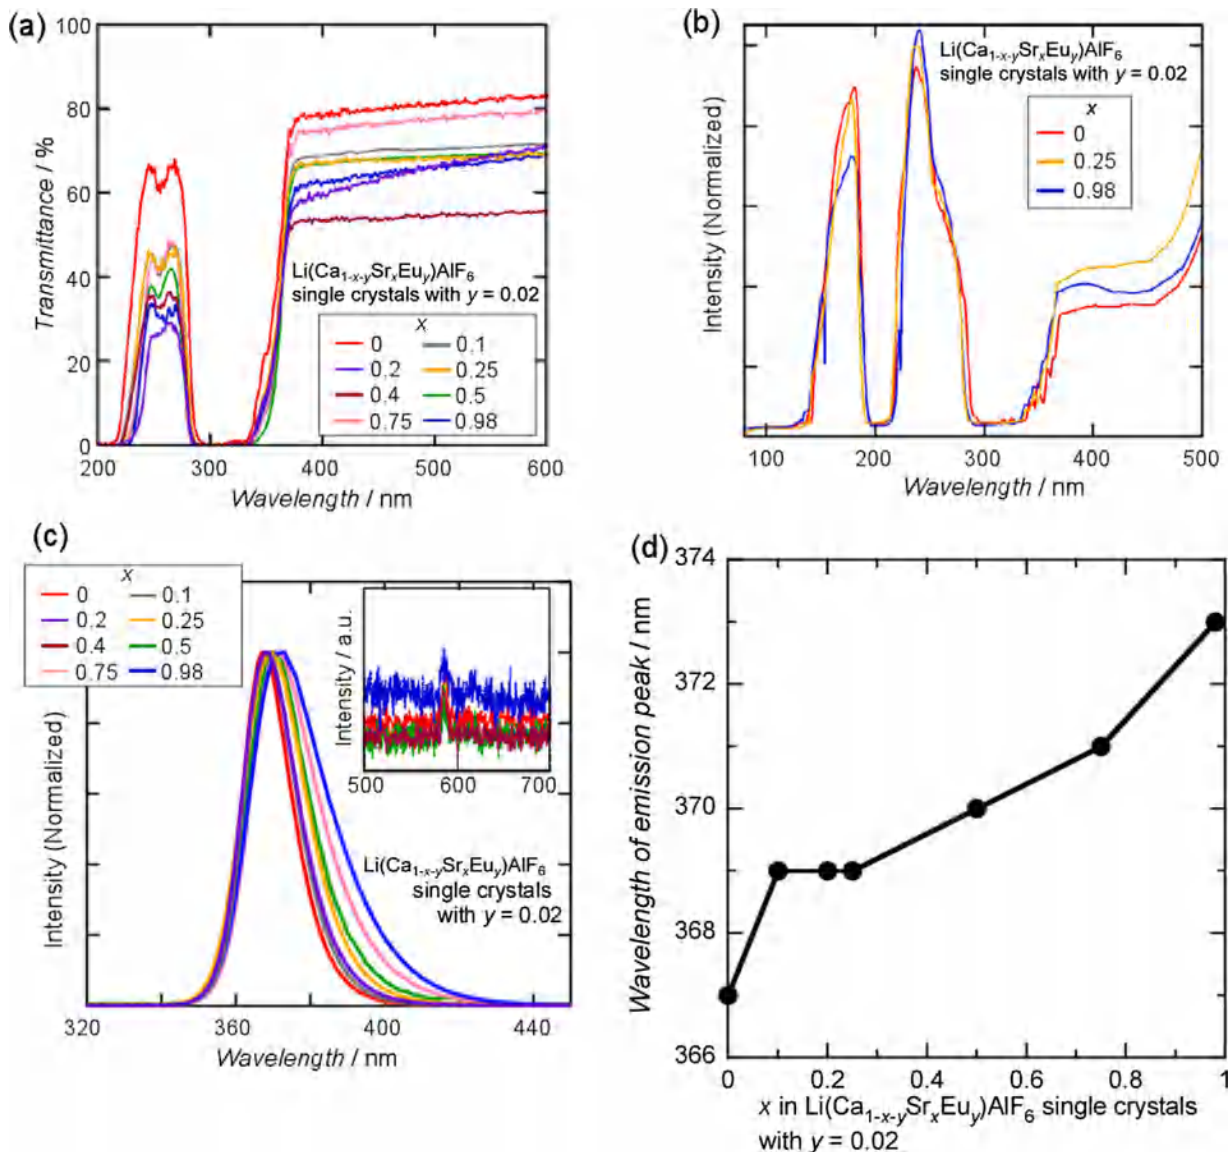 (a)
100
80
60
40
20
0
Transmittance / %
200 300 400 500 600
Wavelength / nm
Li(Ca1-x-ySrxEuy)AlF6
single crystals with y = 0.02
x
0 0.1
0.2 0.25
0.4 0.5
0.75 0.98
(b)
Intensity (Normalized)
100 200 300 400 500
Wavelength / nm
Li(Ca1-x-ySrxEuy)AlF6
single crystals with y = 0.02
x
0
0.25
0.98
(c)
x
0 0.1
0.2 0.25
0.4 0.5
0.75 0.98
Intensity (Normalized)
320 360 400 440
Wavelength / nm
Intensity / a.u.
500 600 700
Li(Ca1-x-ySrxEuy)AlF6
single crystals
with y = 0.02
(d)
374
372
370
368
366
Wavelength of emission peak / nm
0 0.2 0.4 0.6 0.8 1
x in Li(Ca1-x-ySrxEuy)AlF6 single crystals
with y = 0.02